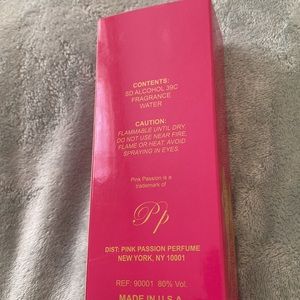 CONTENTS:
SD ALCOHOL 39C
FRAGRANCE
WATER
CAUTION:
FLAMMABLE UNTIL DRY.
DO NOT USE NEAR FIRE,
FLAME OR HEAT. AVOID
SPRAYING IN EYES.
Pink Passion is a
trademark of
Pp
DIST: PINK PASSION PERFUME
NEW YORK, NY 10001
REF: 90001 80% Vol.
MADE IN U.S.A.